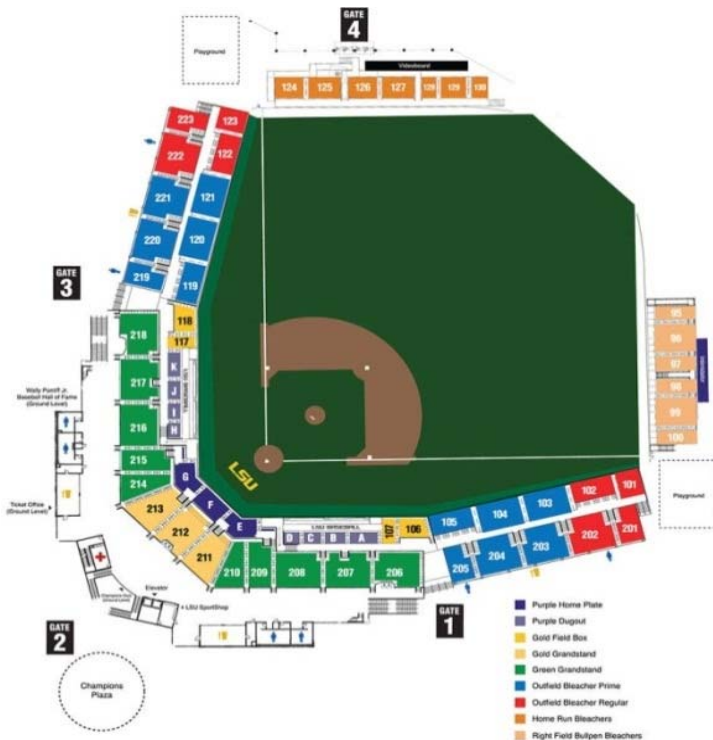 GATE
4
Playground
Videoboard
124
125
126
127
128
129
130
223
123
222
122
221
121
220
120
219
119
GATE
3
118
117
218
K
217
J
I
216
H
215
214
G
213
F
212
E
211
LSU
95
96
97
98
99
100
Playground
101
102
103
104
105
106
107
D
C
B
A
201
202
203
204
205
206
207
208
209
210
Wally Pontiff Jr.
Baseball Hall of Fame
(Ground Level)
Ticket Office
(Ground Level)
Elevator
LSU SportShop
GATE
1
GATE
2
Champions
Plaza
Purple Home Plate
Purple Dugout
Gold Field Box
Gold Grandstand
Green Grandstand
Outfield Bleacher Prime
Outfield Bleacher Regular
Home Run Bleachers
Right Field Bullpen Bleachers